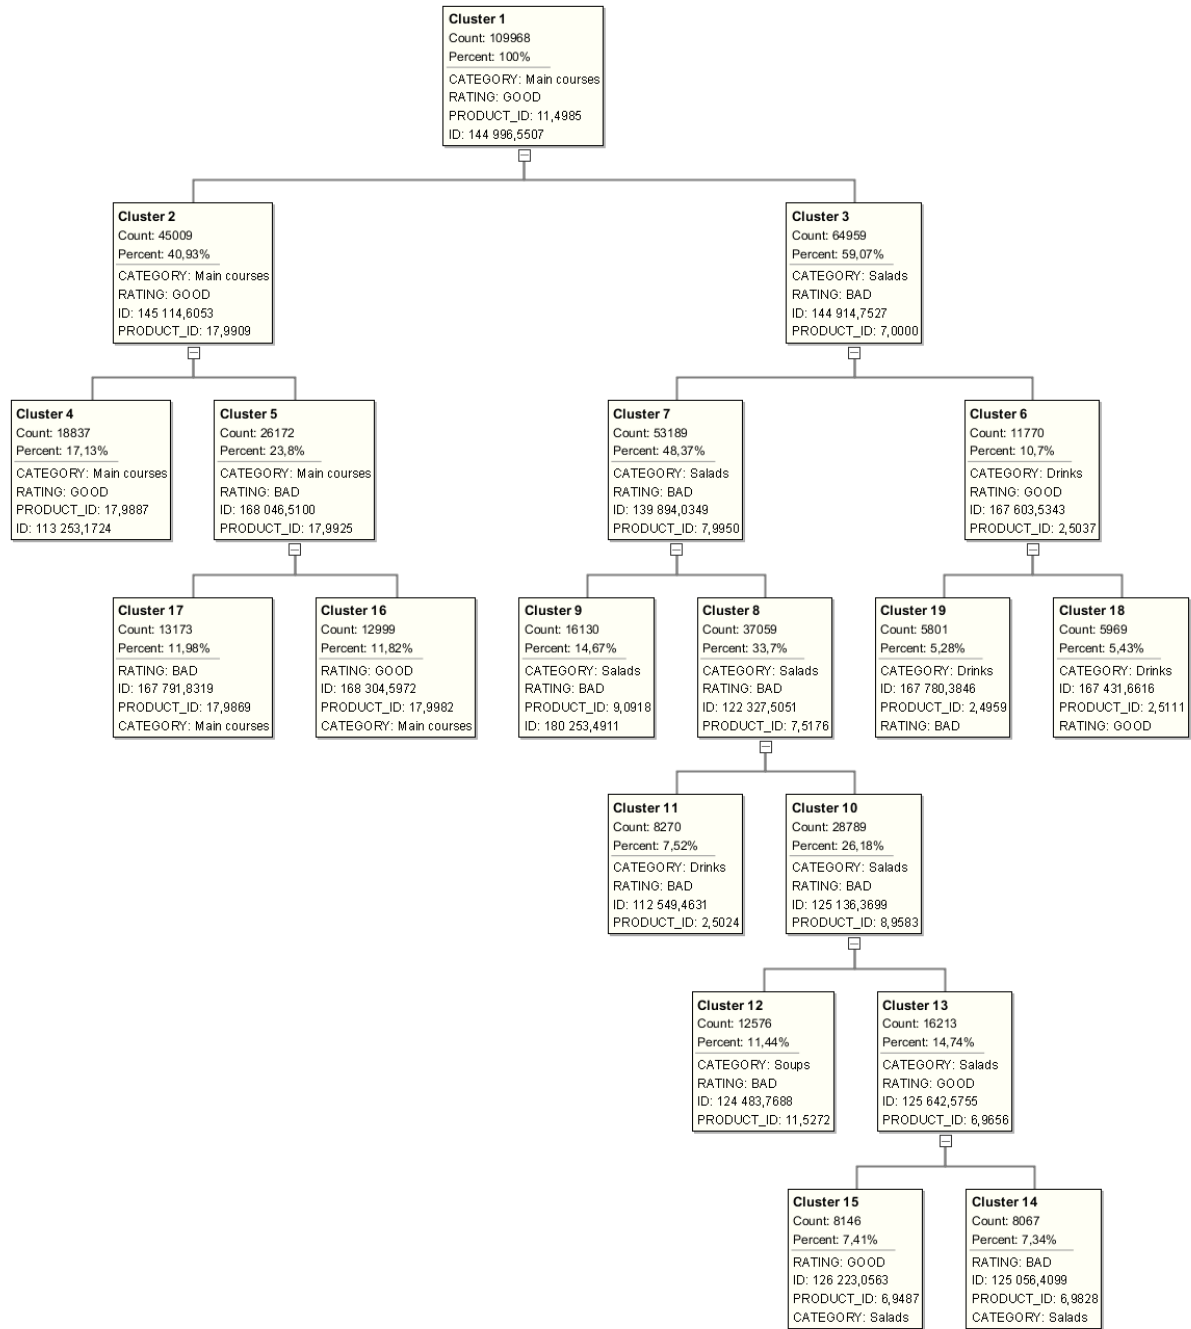 Cluster 1
Count: 109968
Percent: 100%
CATEGORY: Main courses
RATING: GOOD
PRODUCT_ID: 11,4985
ID: 144 996,5507
Cluster 2
Count: 45009
Percent: 40,93%
CATEGORY: Main courses
RATING: GOOD
ID: 145 114,6053
PRODUCT_ID: 17,9909
Cluster 3
Count: 64959
Percent: 59,07%
CATEGORY: Salads
RATING: BAD
ID: 144 914,7527
PRODUCT_ID: 7,0000
Cluster 4
Count: 18837
Percent: 17,13%
CATEGORY: Main courses
RATING: GOOD
PRODUCT_ID: 17,9887
ID: 113 253,1724
Cluster 5
Count: 26172
Percent: 23,8%
CATEGORY: Main courses
RATING: BAD
ID: 168 046,5100
PRODUCT_ID: 17,9925
Cluster 7
Count: 53189
Percent: 48,37%
CATEGORY: Salads
RATING: BAD
ID: 139 894,0349
PRODUCT_ID: 7,9950
Cluster 6
Count: 11770
Percent: 10,7%
CATEGORY: Drinks
RATING: GOOD
ID: 167 603,5343
PRODUCT_ID: 2,5037
Cluster 17
Count: 13173
Percent: 11,98%
RATING: BAD
ID: 167 791,8319
PRODUCT_ID: 17,9869
CATEGORY: Main courses
Cluster 16
Count: 12999
Percent: 11,82%
RATING: GOOD
ID: 168 304,5972
PRODUCT_ID: 17,9982
CATEGORY: Main courses
Cluster 9
Count: 16130
Percent: 14,67%
CATEGORY: Salads
RATING: BAD
PRODUCT_ID: 9,0918
ID: 180 253,4911
Cluster 8
Count: 37059
Percent: 33,7%
CATEGORY: Salads
RATING: BAD
ID: 122 327,5051
PRODUCT_ID: 7,5176
Cluster 19
Count: 5801
Percent: 5,28%
CATEGORY: Drinks
ID: 167 780,3846
PRODUCT_ID: 2,4959
RATING: BAD
Cluster 18
Count: 5969
Percent: 5,43%
CATEGORY: Drinks
ID: 167 431,6616
PRODUCT_ID: 2,5111
RATING: GOOD
Cluster 11
Count: 8270
Percent: 7,52%
CATEGORY: Drinks
RATING: BAD
ID: 112 549,4631
PRODUCT_ID: 2,5024
Cluster 10
Count: 28789
Percent: 26,18%
CATEGORY: Salads
RATING: BAD
ID: 125 136,3699
PRODUCT_ID: 8,9583
Cluster 12
Count: 12576
Percent: 11,44%
CATEGORY: Soups
RATING: BAD
ID: 124 483,7688
PRODUCT_ID: 11,5272
Cluster 13
Count: 16213
Percent: 14,74%
CATEGORY: Salads
RATING: GOOD
ID: 125 642,5755
PRODUCT_ID: 6,9656
Cluster 15
Count: 8146
Percent: 7,41%
RATING: GOOD
ID: 126 223,0563
PRODUCT_ID: 6,9487
CATEGORY: Salads
Cluster 14
Count: 8067
Percent: 7,34%
RATING: BAD
ID: 125 056,4099
PRODUCT_ID: 6,9828
CATEGORY: Salads